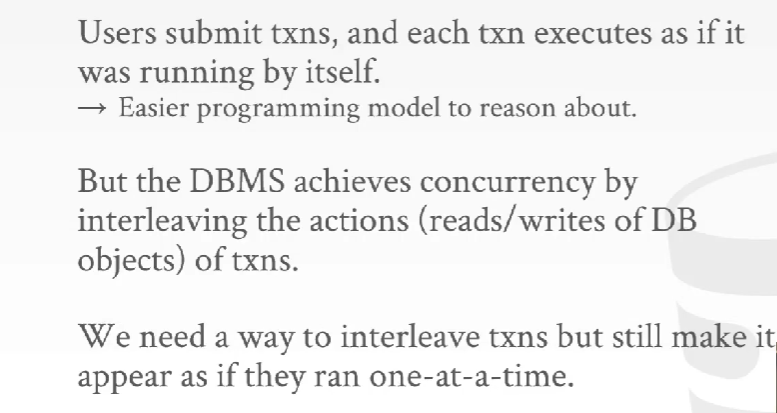 Users submit txns, and each txn executes as if it
was running by itself.
→ Easier programming model to reason about.
But the DBMS achieves concurrency by
interleaving the actions (reads/writes of DB
objects) of txns.
We need a way to interleave txns but still make it
appear as if they ran one-at-a-time.